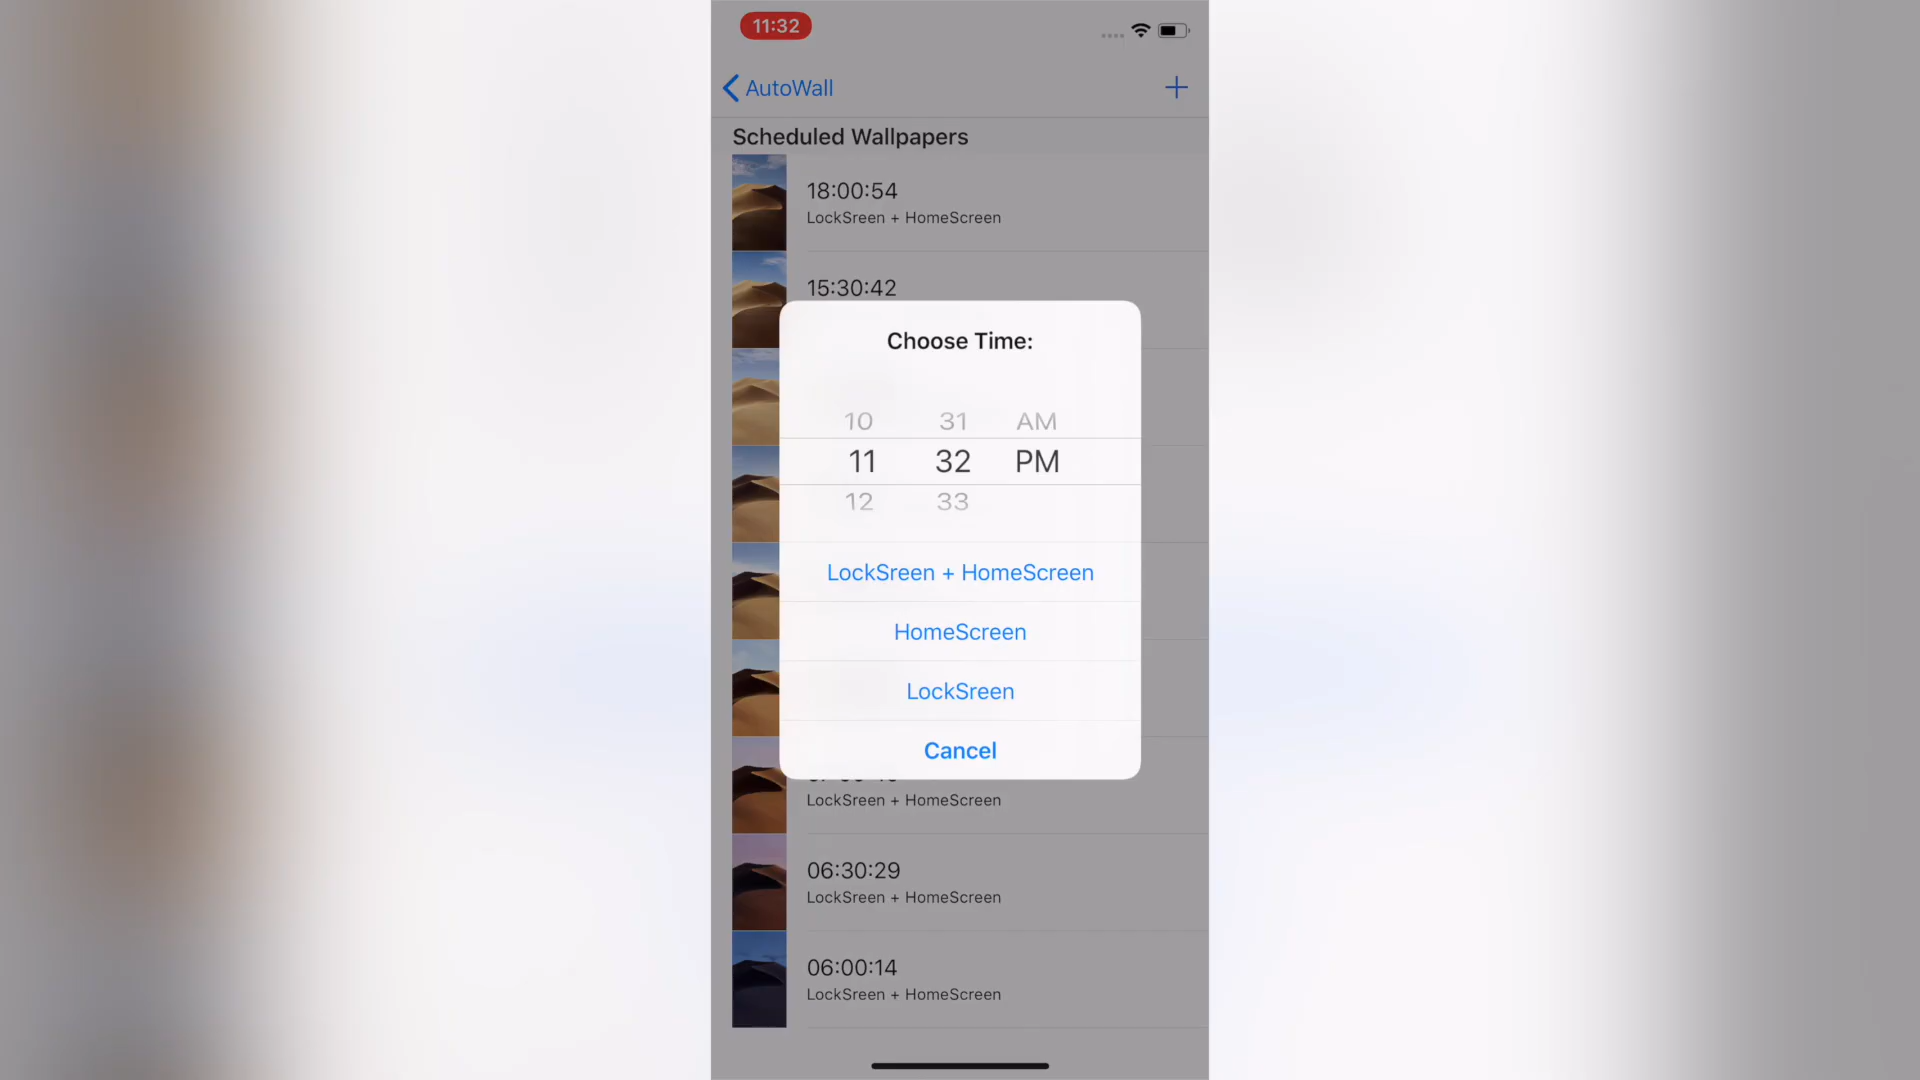 11:32
AutoWall
Scheduled Wallpapers
18:00:54
LockSreen + HomeScreen
15:30:42
Choose Time:
10 31 AM
11 32 PM
12 33
LockSreen + HomeScreen
HomeScreen
LockSreen
Cancel
LockSreen + HomeScreen
06:30:29
LockSreen + HomeScreen
06:00:14
LockSreen + HomeScreen